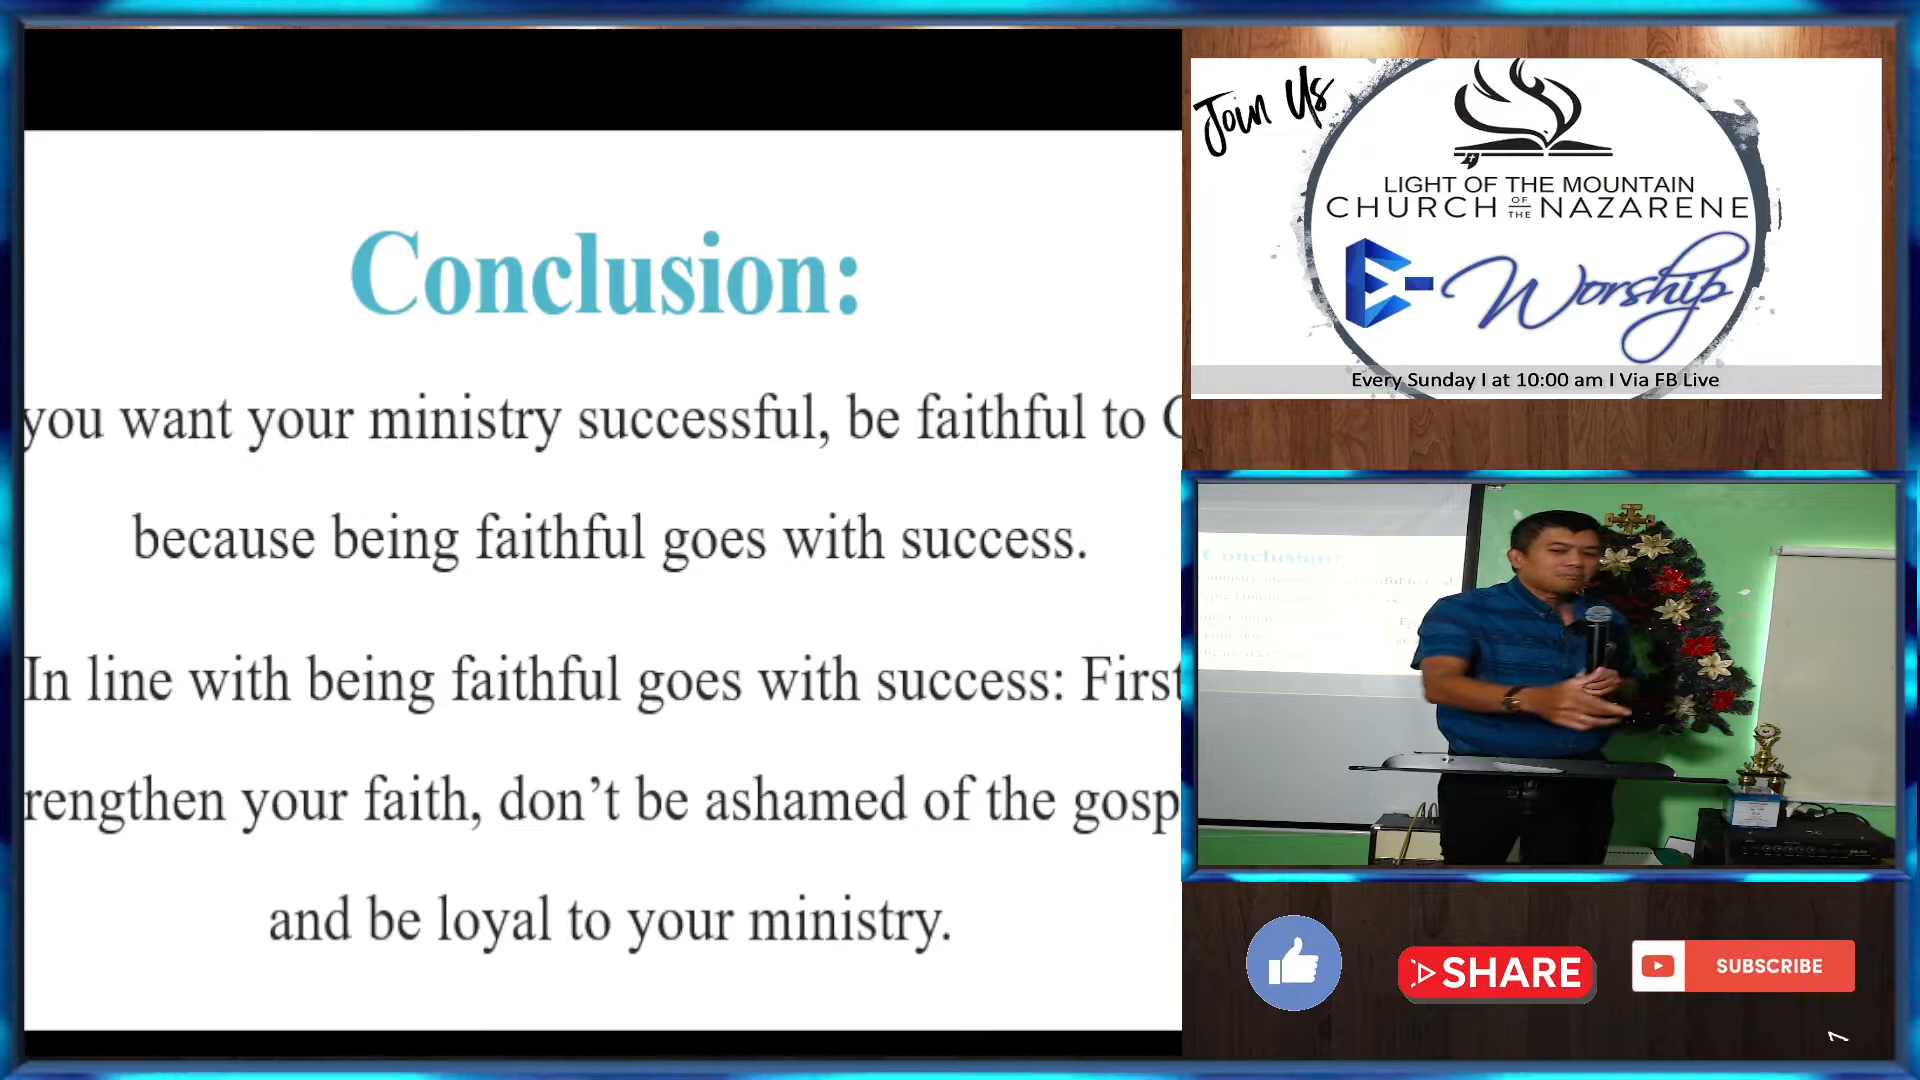 Conclusion:
you want your ministry successful, be faithful to
because being faithful goes with success.
In line with being faithful goes with success: First
rengthen your faith, don’t be ashamed of the gosp
and be loyal to your ministry.
Join Us
LIGHT OF THE MOUNTAIN
CHURCH OF THE NAZARENE
E-Worship
Every Sunday I at 10:00 am I Via FB Live
Conclusion:
SHARE
SUBSCRIBE